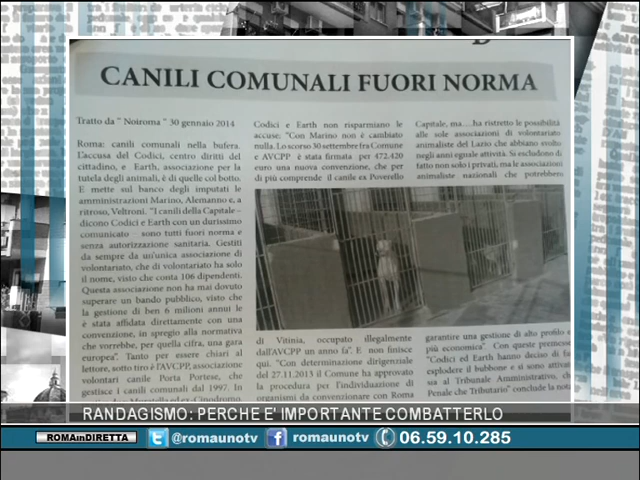 CANILI COMUNALI FUORI NORMA
Tratto da " Noiroma " 30 gennaio 2014
Roma: canili comunali nella bufera.
L'accusa del Codici, centro diritti del
cittadino, e Earth, associazione per la
tutela degli animali, è di quelle col botto.
E mette sul banco degli imputati le
amministrazioni Marino, Alemanno e, a
ritroso, Veltroni. "I canili della Capitale –
dicono Codici e Earth con un durissimo
comunicato – sono tutti fuori norma e
senza autorizzazione sanitaria. Gestiti
da sempre da un'unica associazione di
volontariato, che di volontariato ha solo
il nome, visto che conta 106 dipendenti.
Questa associazione non ha mai dovuto
superare un bando pubblico, visto che
la gestione di ben 6 milioni annui le
è stata affidata direttamente con una
convenzione, in spregio alla normativa
che vorrebbe, per quella cifra, una gara
europea". Tanto per essere chiari al
lettore, sotto tiro è l'AVCPP, associazione
volontari canile Porta Portese, che
gestisce i canili comunali dal 1997. In
Codici e Earth non risparmiano le
accuse: "Con Marino non è cambiato
nulla. Lo scorso 30 settembre fra Comune
e AVCPP è stata firmata per 472.420
euro una nuova convenzione, che per
di più comprende il canile ex Poverello
di Vitinia, occupato illegalmente
dall'AVCPP un anno fa". E non finisce
qui. "Con determinazione dirigenziale
del 27.11.2013 il Comune ha approvato
la procedura per l'individuazione di
organismi da convenzionare con Roma
Capitale, ma....ha ristretto le possibilità
alle sole associazioni di volontariato
animaliste del Lazio che abbiano svolto
negli anni eguale attività. Si escludono di
fatto non solo i privati, ma le associazioni
animaliste nazionali che potrebbero
garantire una gestione di alto profilo e
più economica". Con queste premesse
"Codici ed Earth hanno deciso di fa
esplodere il bubbone e si sono attivat
sia al Tribunale Amministrativo, ch
Penale che Tributario" conclude la nota
RANDAGISMO: PERCHE E' IMPORTANTE COMBATTERLO
ROMAinDIRETTA @romaunotv romaunotv 06.59.10.285